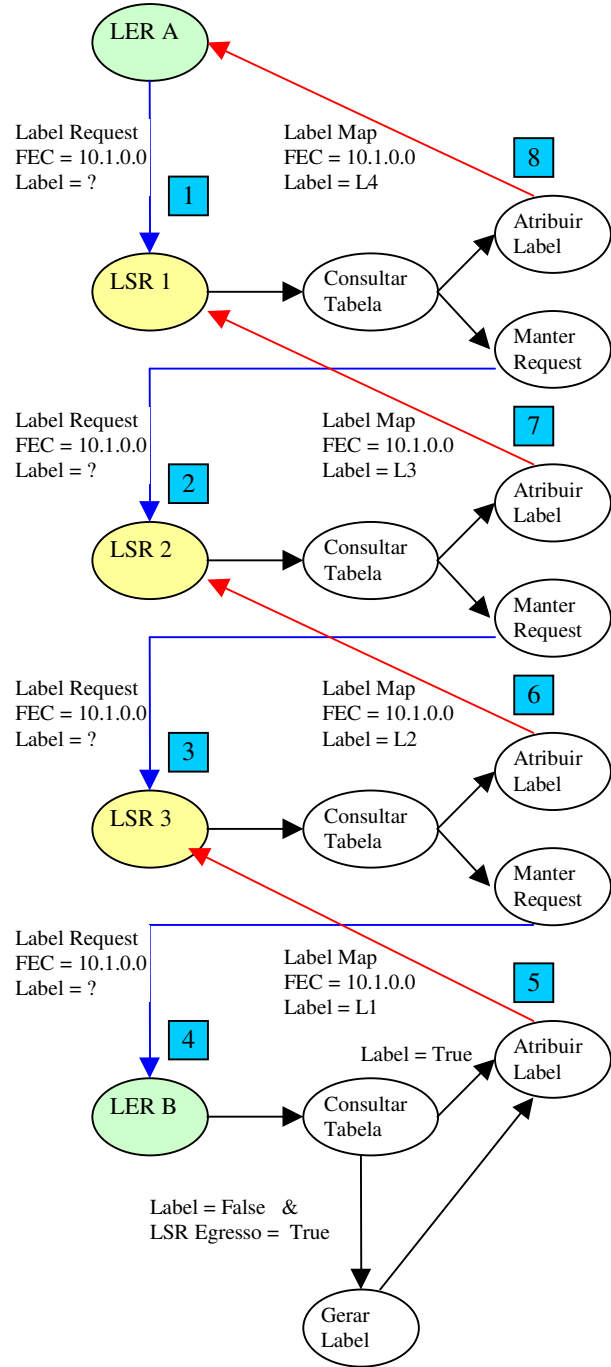 LER A
Label Request
FEC = 10.1.0.0
Label = ?
1
Label Map
FEC = 10.1.0.0
Label = L4
8
Atribuir
Label
LSR 1
Consultar
Tabela
Manter
Request
Label Request
FEC = 10.1.0.0
Label = ?
2
Label Map
FEC = 10.1.0.0
Label = L3
7
Atribuir
Label
LSR 2
Consultar
Tabela
Manter
Request
Label Request
FEC = 10.1.0.0
Label = ?
3
Label Map
FEC = 10.1.0.0
Label = L2
6
Atribuir
Label
LSR 3
Consultar
Tabela
Manter
Request
Label Request
FEC = 10.1.0.0
Label = ?
4
Label Map
FEC = 10.1.0.0
Label = L1
5
Atribuir
Label
Label = True
LER B
Consultar
Tabela
Label = False &
LSR Egresso = True
Gerar
Label